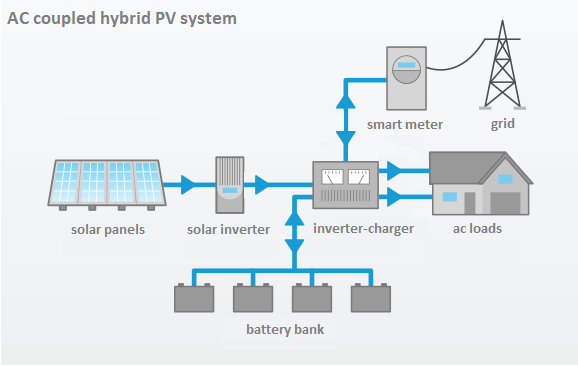 AC coupled hybrid PV system
smart meter
grid
solar panels
solar inverter
inverter-charger
ac loads
battery bank